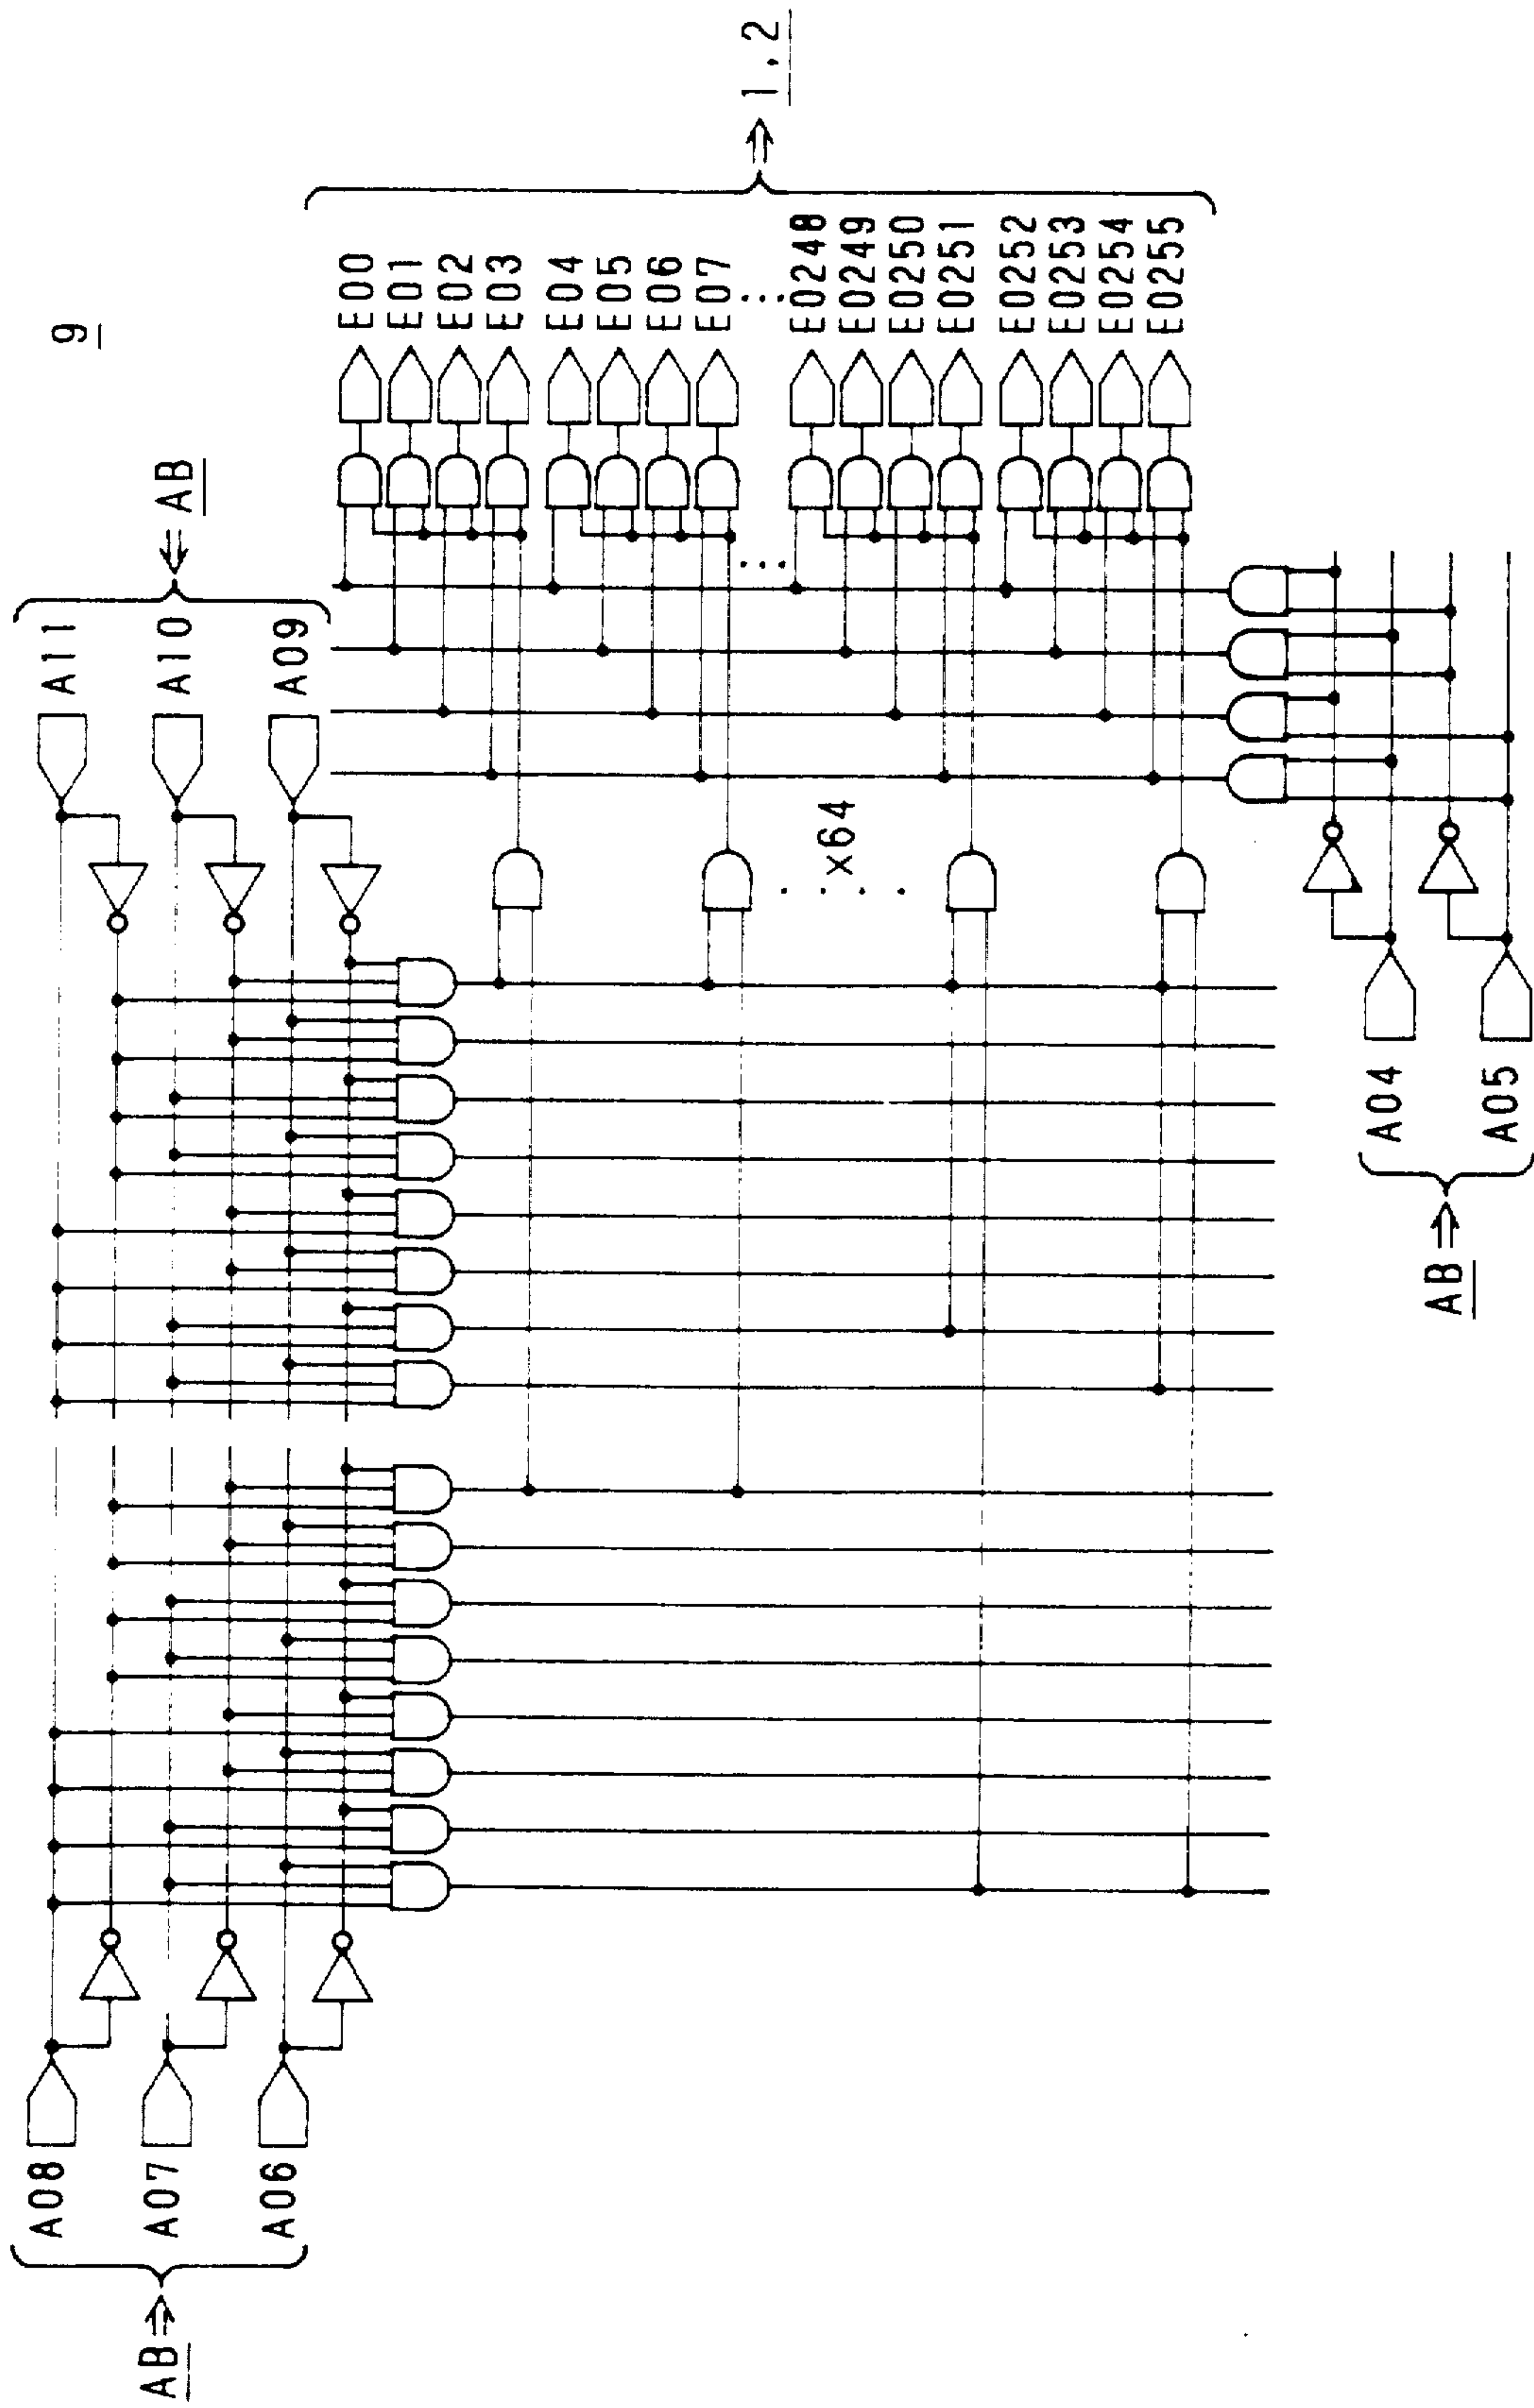 9
A11
A10
A09
⇒ AB
E00
E01
E02
E03
E04
E05
E06
E07
...
E0248
E0249
E0250
E0251
E0252
E0253
E0254
E0255
⇒ 1,2
...
×64
A08
A07
A06
AB ⇒
A04
A05
AB ⇒